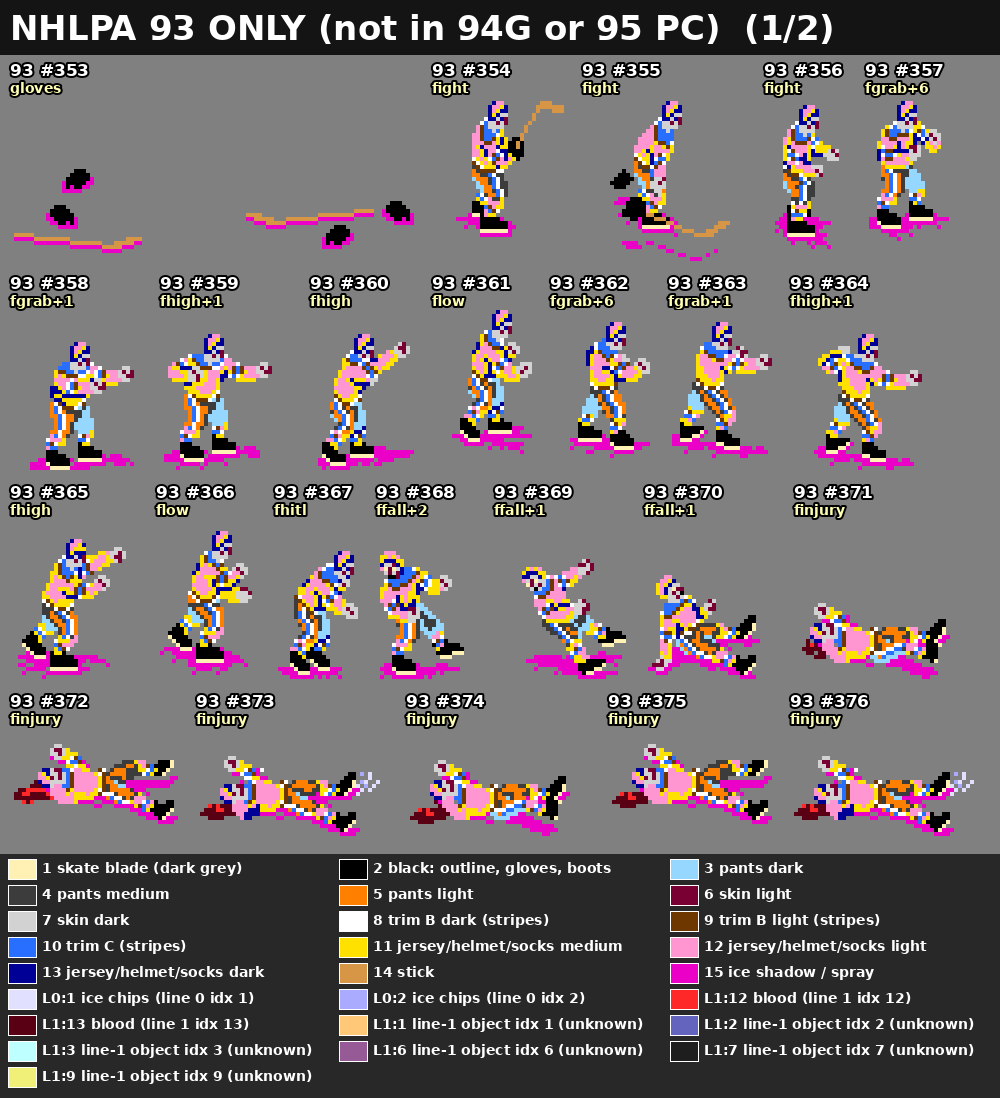 NHLPA 93 ONLY (not in 94G or 95 PC)  (1/2)
93 #353 93 #354 93 #355 93 #356 93 #357
gloves fight fight fight fgrab+6
93 #358 93 #359 93 #360 93 #361 93 #362 93 #363 93 #364
fgrab+1 fhigh+1 fhigh flow fgrab+6 fgrab+1 fhigh+1
93 #365 93 #366 93 #367 93 #368 93 #369 93 #370 93 #371
fhigh flow fhitl ffall+2 ffall+1 ffall+1 finjury
93 #372 93 #373 93 #374 93 #375 93 #376
finjury finjury finjury finjury finjury
1 skate blade (dark grey) 2 black: outline, gloves, boots 3 pants dark
4 pants medium 5 pants light 6 skin light
7 skin dark 8 trim B dark (stripes) 9 trim B light (stripes)
10 trim C (stripes) 11 jersey/helmet/socks medium 12 jersey/helmet/socks light
13 jersey/helmet/socks dark 14 stick 15 ice shadow / spray
L0:1 ice chips (line 0 idx 1) L0:2 ice chips (line 0 idx 2) L1:12 blood (line 1 idx 12)
L1:13 blood (line 1 idx 13) L1:1 line-1 object idx 1 (unknown) L1:2 line-1 object idx 2 (unknown)
L1:3 line-1 object idx 3 (unknown) L1:6 line-1 object idx 6 (unknown) L1:7 line-1 object idx 7 (unknown)
L1:9 line-1 object idx 9 (unknown)